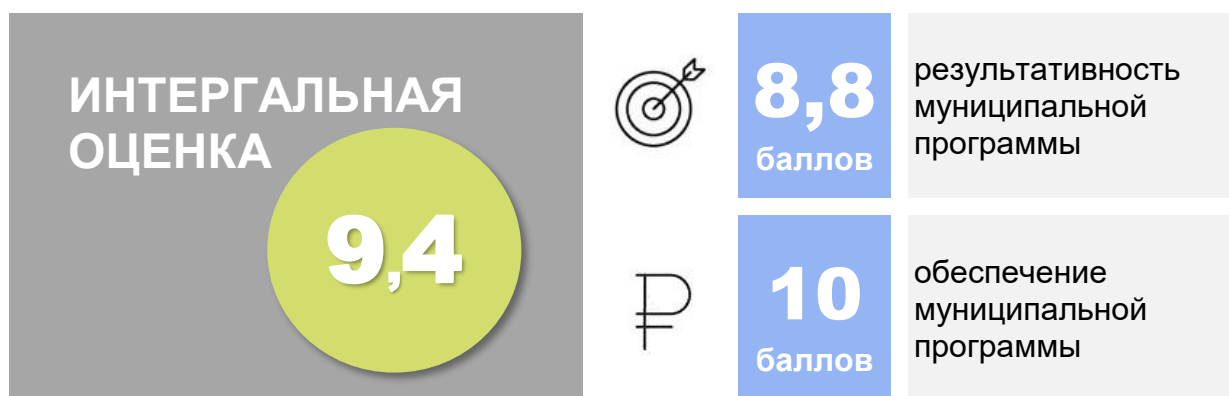 ИНТЕРГАЛЬНАЯ
ОЦЕНКА
9,4
8,8
баллов
результативность
муниципальной
программы
10
баллов
обеспечение
муниципальной
программы